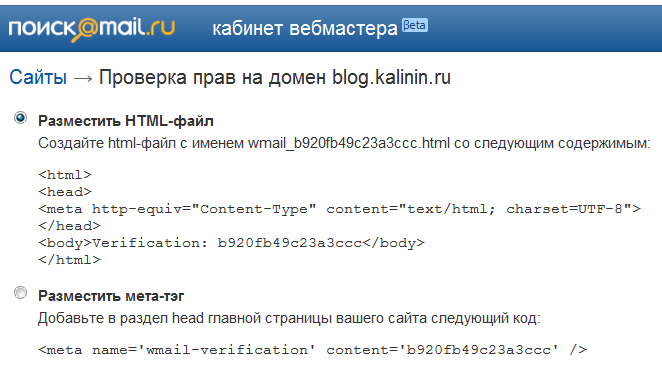 поиск@mail.ru кабинет вебмастера βeta
Сайты → Проверка прав на домен blog.kalinin.ru
Разместить HTML-файл
Создайте html-файл с именем wmail_b920fb49c23a3ccc.html со следующим содержимым:
<html>
<head>
<meta http-equiv="Content-Type" content="text/html; charset=UTF-8">
</head>
<body>Verification: b920fb49c23a3ccc</body>
</html>
Разместить мета-тэг
Добавьте в раздел head главной страницы вашего сайта следующий код:
<meta name='wmail-verification' content='b920fb49c23a3ccc' />